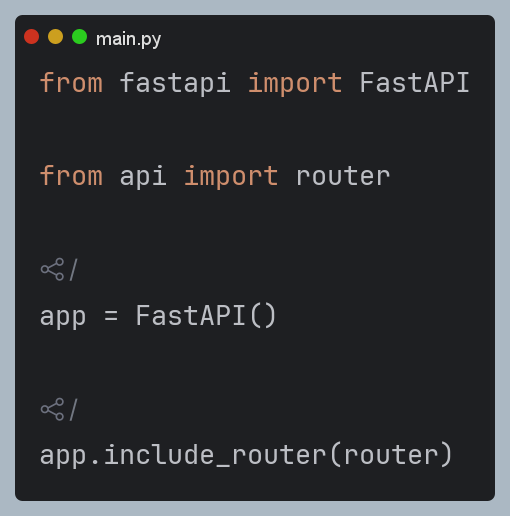 main.py
from fastapi import FastAPI
from api import router
/
app = FastAPI()
/
app.include_router(router)